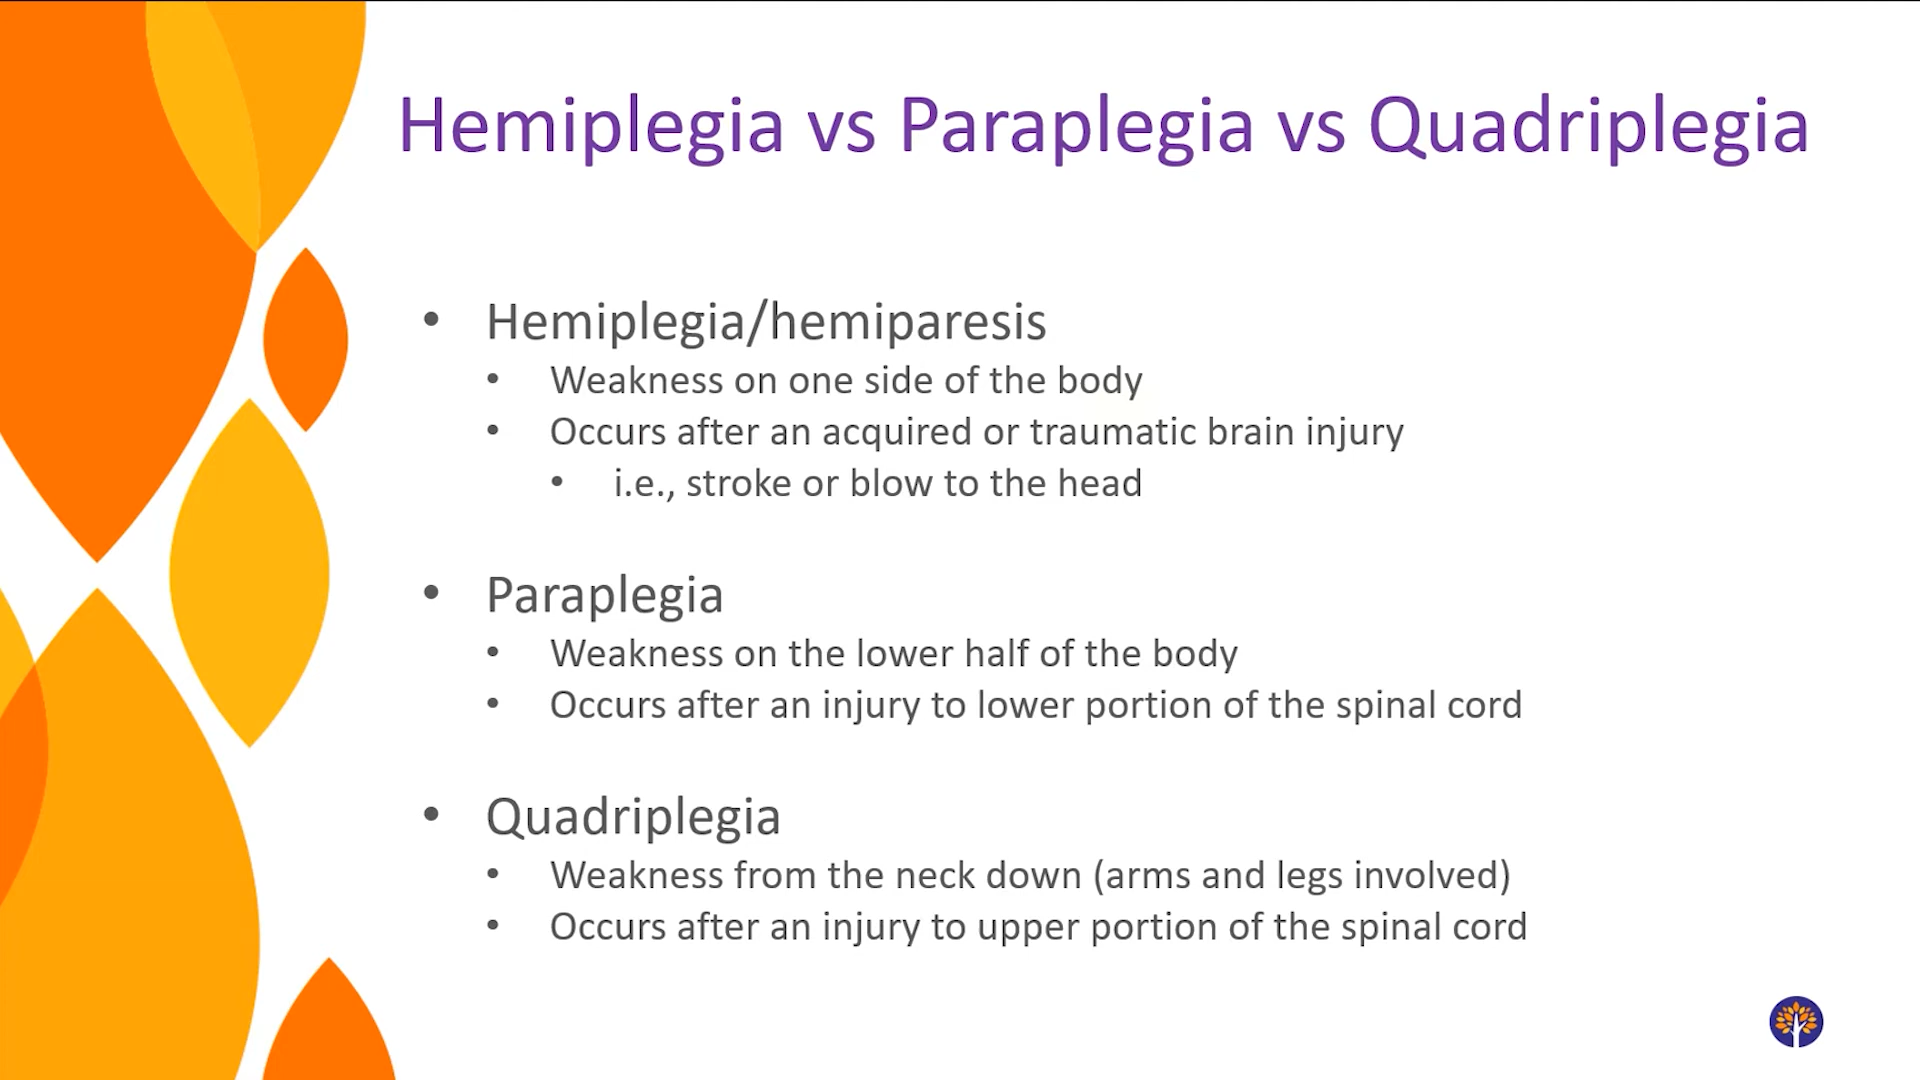 Hemiplegia vs Paraplegia vs Quadriplegia
• Hemiplegia/hemiparesis
• Weakness on one side of the body
• Occurs after an acquired or traumatic brain injury
• i.e., stroke or blow to the head
• Paraplegia
• Weakness on the lower half of the body
• Occurs after an injury to lower portion of the spinal cord
• Quadriplegia
• Weakness from the neck down (arms and legs involved)
• Occurs after an injury to upper portion of the spinal cord